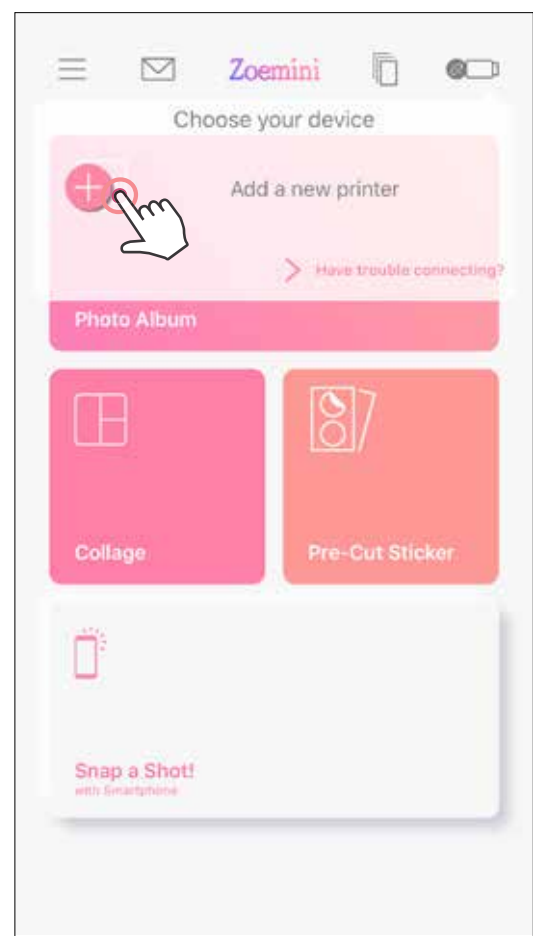 Zoemini
Choose your device
Add a new printer
Have trouble connecting?
Photo Album
Collage
Pre-Cut Sticker
Snap a Shot!
with Smartphone